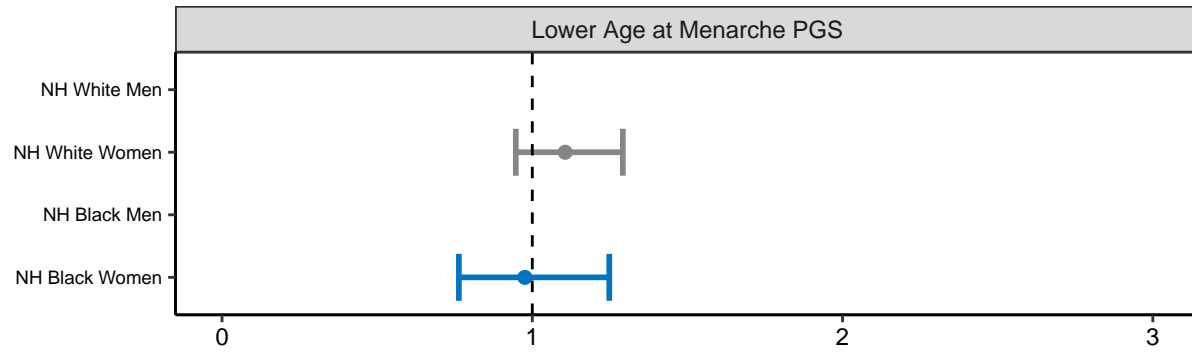 Lower Age at Menarche PGS
NH White Men
NH White Women
NH Black Men
NH Black Women
0 1 2 3